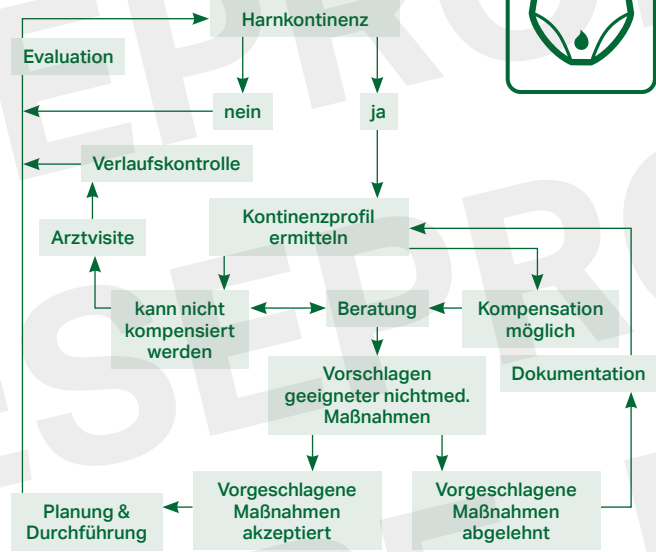 Harnkontinenz
Evaluation
nein
ja
Verlaufskontrolle
Kontinenzprofil
ermitteln
Arztvisite
kann nicht
kompensiert
werden
Beratung
Kompensation
möglich
Vorschlagen
geeigneter nichtmed.
Maßnahmen
Dokumentation
Planung &
Durchführung
Vorgeschlagene
Maßnahmen
akzeptiert
Vorgeschlagene
Maßnahmen
abgelehnt